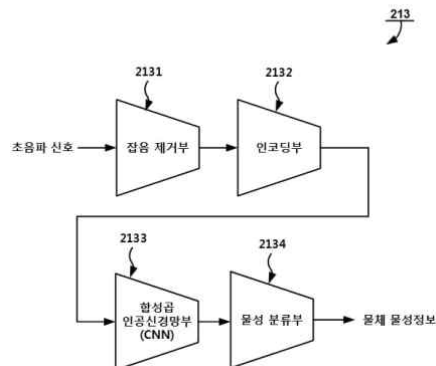 213
2131
2132
초음파 신호
잡음 제거부
인코딩부
2133
2134
합성곱
인공신경망부
(CNN)
물성 분류부
물체 물성정보